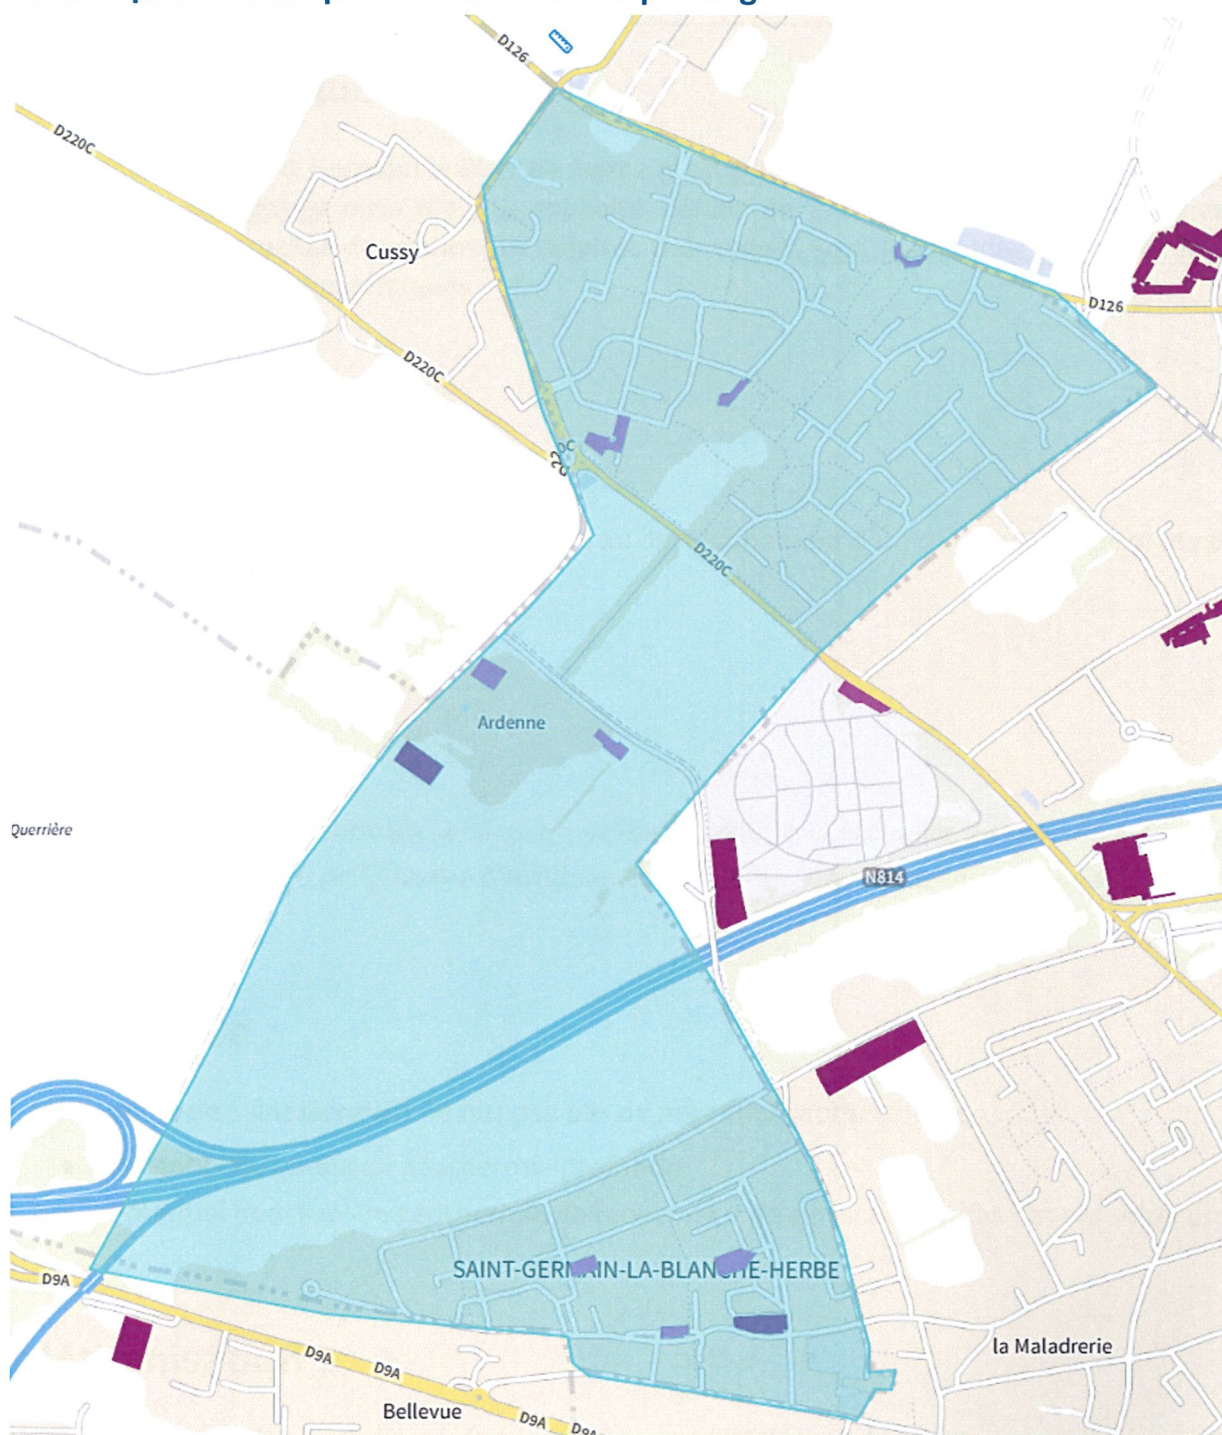 D126
D220C
Cussy
D126
D220C
D220C
Ardenne
Querrière
N814
SAINT-GERMAIN-LA-BLANCHE-HERBE
D9A
la Maladrerie
D9A
D9A
Bellevue
D9A